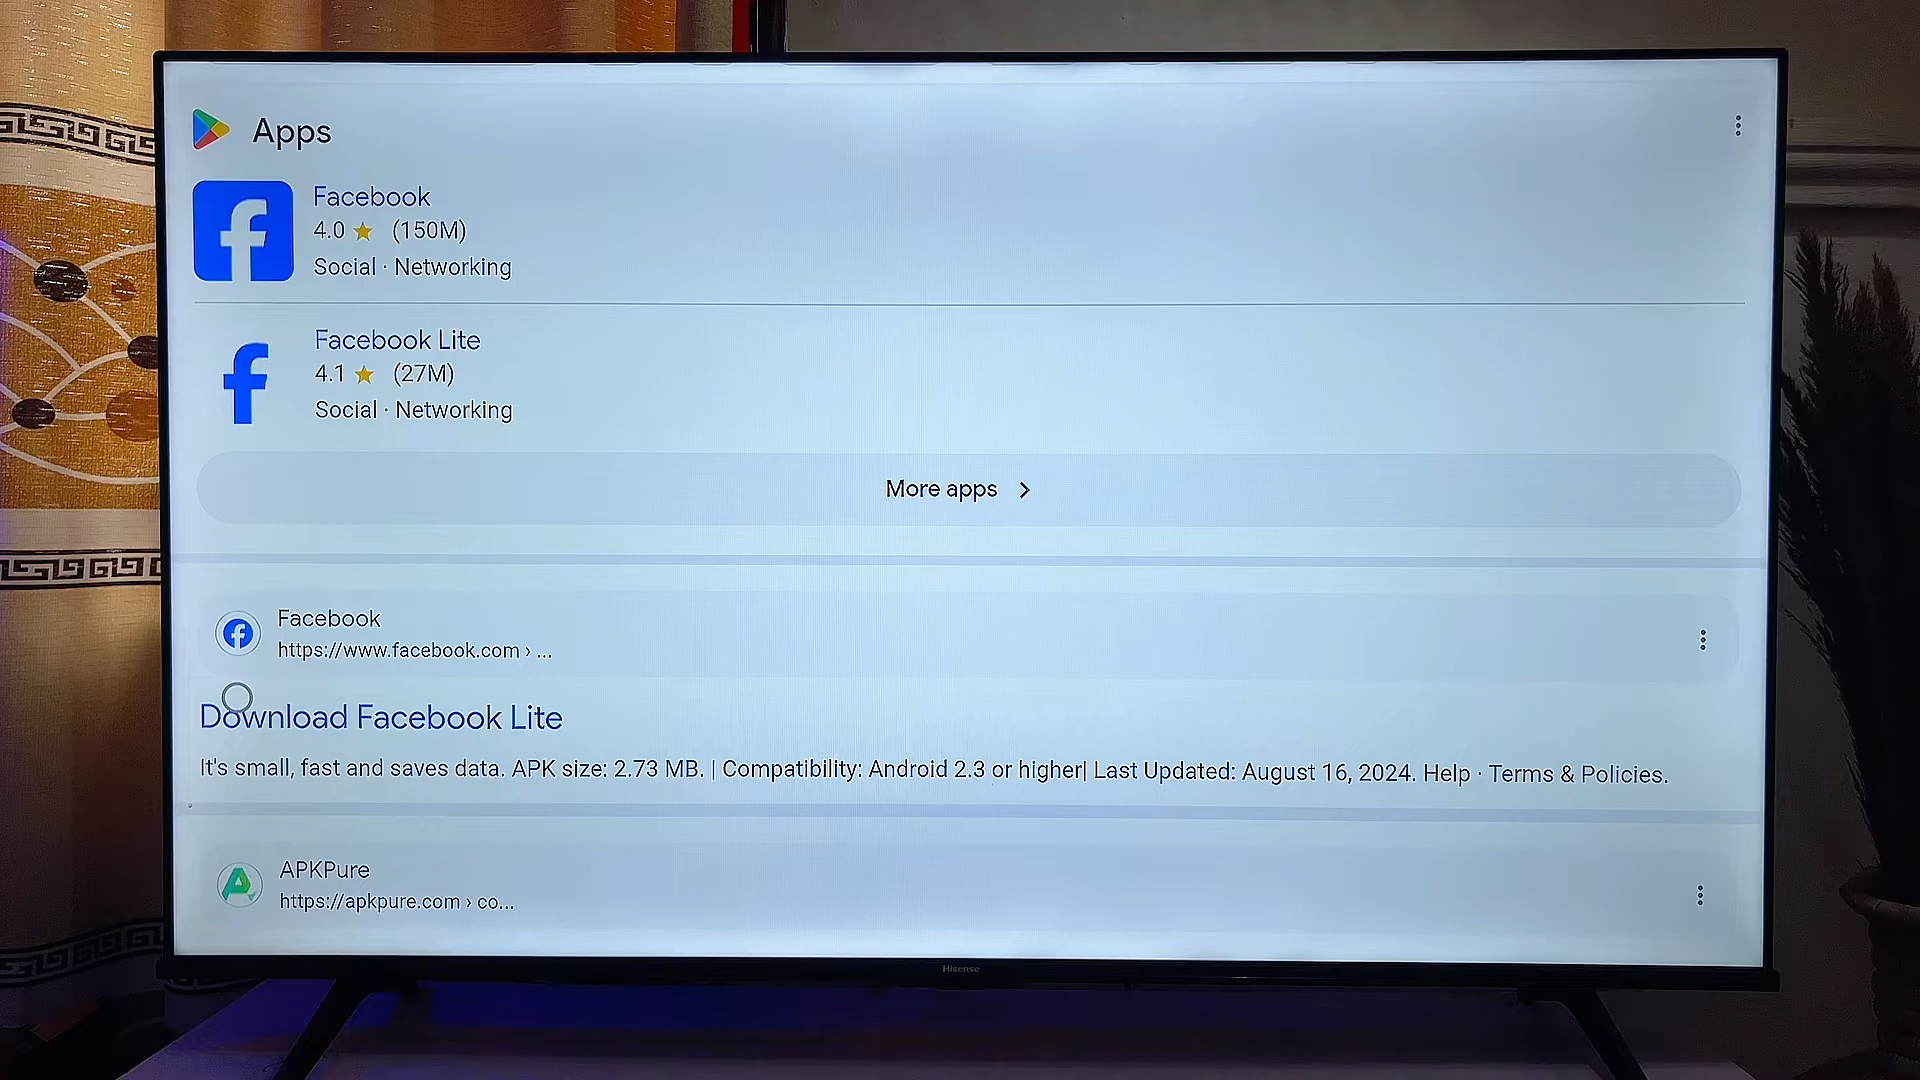 Apps
Facebook
4.0 ★ (150M)
Social · Networking
Facebook Lite
4.1 ★ (27M)
Social · Networking
More apps >
Facebook
https://www.facebook.com › ...
Download Facebook Lite
It's small, fast and saves data. APK size: 2.73 MB. | Compatibility: Android 2.3 or higher| Last Updated: August 16, 2024. Help · Terms & Policies.
APKPure
https://apkpure.com › co...
Hisense